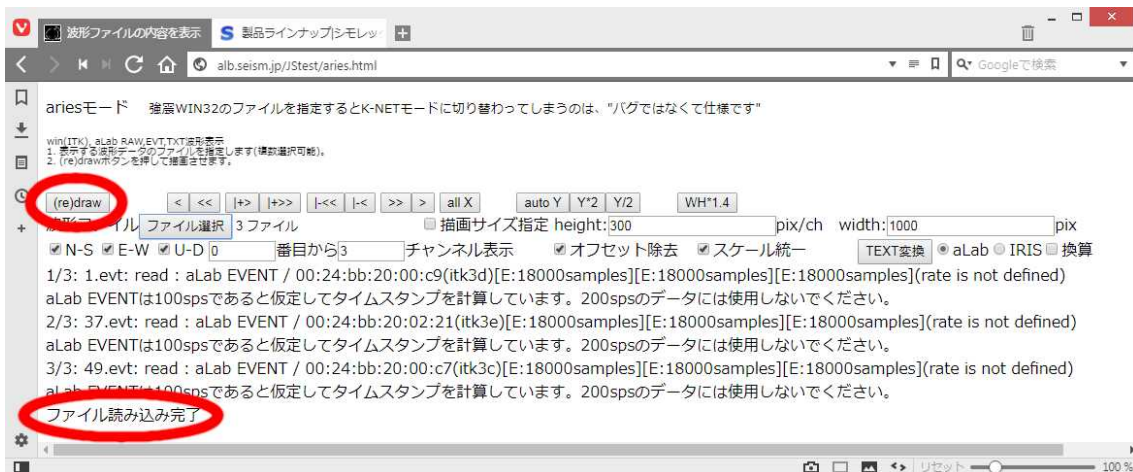 波形ファイルの内容を表示 製品ラインナップ|シモレッ
alb.seism.jp/JStest/aries.html Googleで検索
ariesモード 強震WIN32のファイルを指定するとK-NETモードに切り替わってしまうのは、"バグではなくて仕様です"
win(ITK), aLab RAW,EVT,TXT波形表示
1. 表示する波形データのファイルを指定します(複数選択可能)。
2. (re)drawボタンを押して描画させます。
(re)draw < << |+> |+>> |-<< |-< >> > all X auto Y Y*2 Y/2 WH*1.4
波形ファイル ファイル選択 3 ファイル 描画サイズ指定 height:300 pix/ch width:1000 pix
N-S E-W U-D 0 番目から3 チャンネル表示 オフセット除去 スケール統一 TEXT変換 aLab IRIS 換算
1/3: 1.evt: read : aLab EVENT / 00:24:bb:20:00:c9(itk3d)[E:18000samples][E:18000samples][E:18000samples](rate is not defined)
aLab EVENTは100spsであると仮定してタイムスタンプを計算しています。200spsのデータには使用しないでください。
2/3: 37.evt: read : aLab EVENT / 00:24:bb:20:02:21(itk3e)[E:18000samples][E:18000samples][E:18000samples](rate is not defined)
aLab EVENTは100spsであると仮定してタイムスタンプを計算しています。200spsのデータには使用しないでください。
3/3: 49.evt: read : aLab EVENT / 00:24:bb:20:00:c7(itk3c)[E:18000samples][E:18000samples][E:18000samples](rate is not defined)
aLab EVENTは100spsであると仮定してタイムスタンプを計算しています。200spsのデータには使用しないでください。
ファイル読み込み完了
リセット 100 %